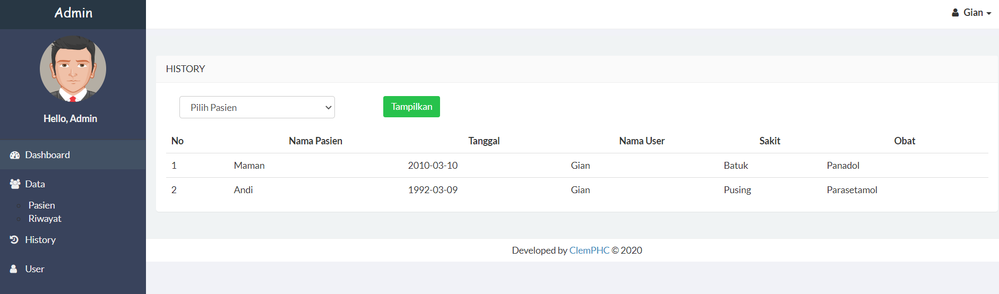 Admin
Gian
Hello, Admin
Dashboard
Data
Pasien
Riwayat
History
User
HISTORY
Pilih Pasien
Tampilkan
No Nama Pasien Tanggal Nama User Sakit Obat
1 Maman 2010-03-10 Gian Batuk Panadol
2 Andi 1992-03-09 Gian Pusing Parasetamol
Developed by ClemPHC © 2020